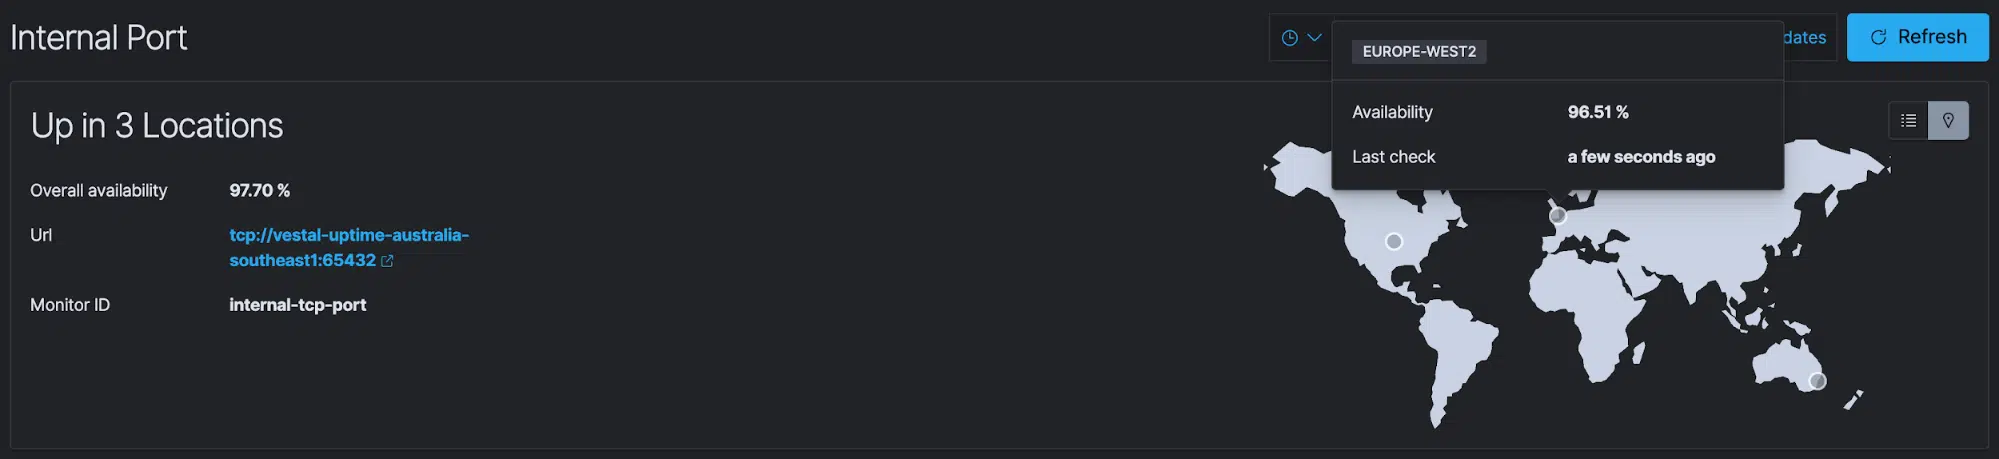 Internal Port
dates
Refresh
EUROPE-WEST2
Availability 96.51 %
Last check a few seconds ago
Up in 3 Locations
Overall availability 97.70 %
Url tcp://vestal-uptime-australia-
southeast1:65432
Monitor ID internal-tcp-port